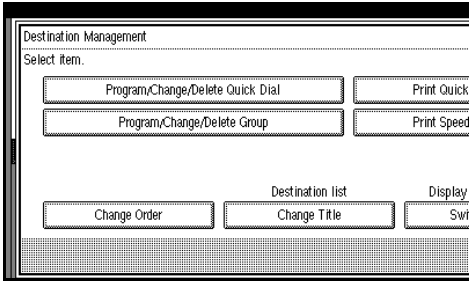 Destination Management
Select item.
Program/Change/Delete Quick Dial Print Quick
Program/Change/Delete Group Print Speed
Destination list Display
Change Order Change Title